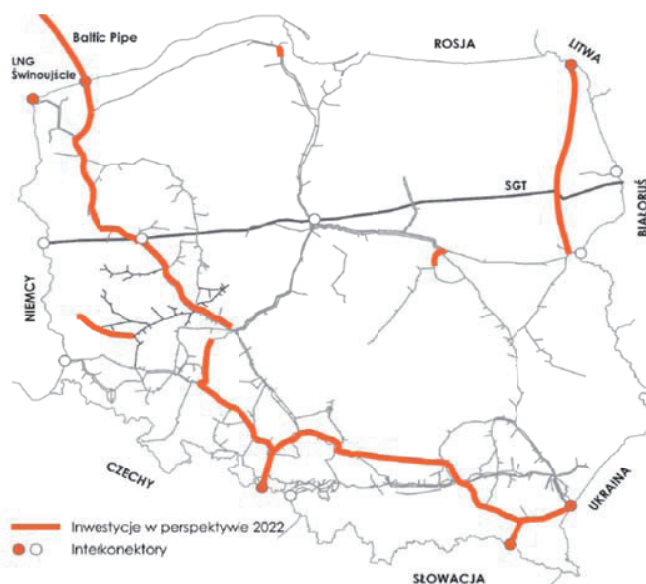 Baltic Pipe
ROSJA
LITWA
LNG
Świnoujście
SGT
BIAŁORUŚ
NIEMCY
CZECHY
UKRAINA
Inwestycje w perspektywie 2022
Interkonektory
SŁOWACJA